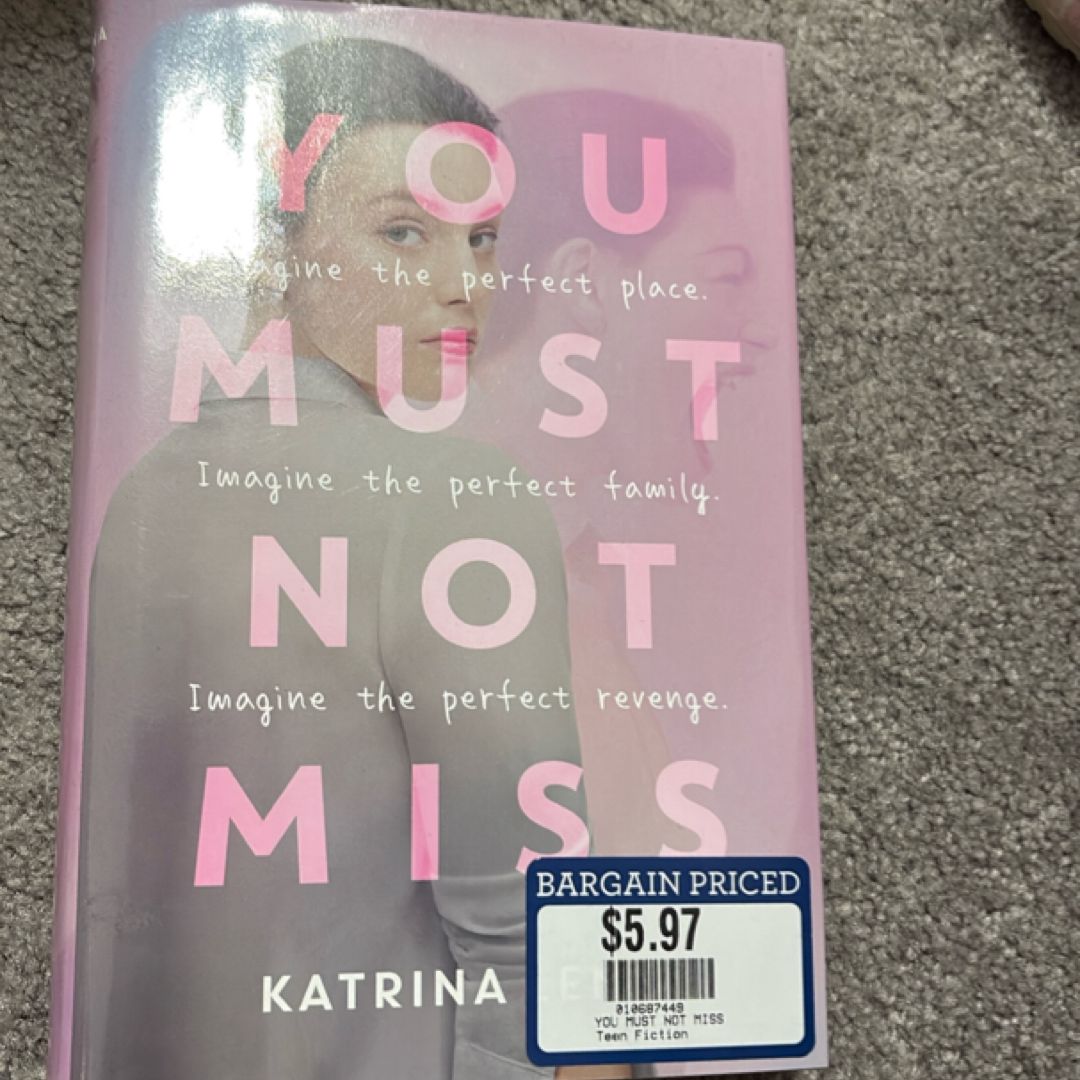 YOU
the perfect place.
MUST
Imagine the perfect family.
NOT
Imagine the perfect revenge.
MISS
KATRINA
BARGAIN PRICED
$5.97
010687449
YOU MUST NOT MISS
Teen Fiction